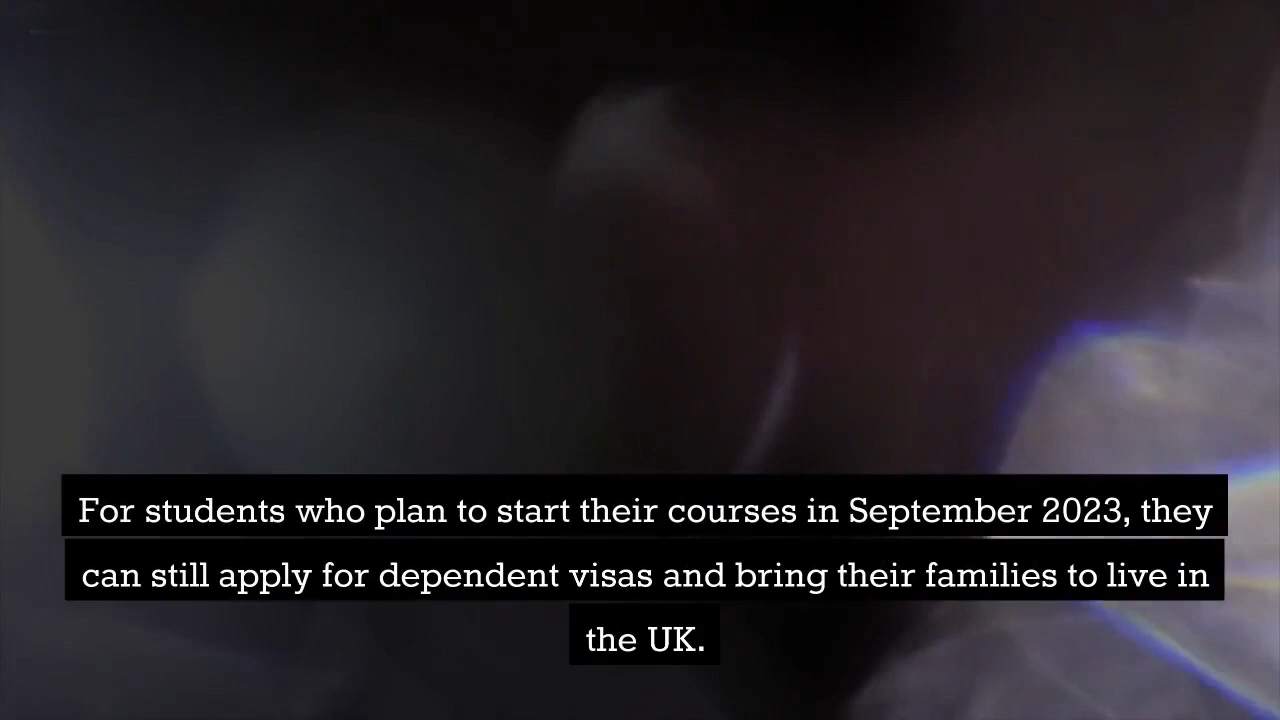 For students who plan to start their courses in September 2023, they
can still apply for dependent visas and bring their families to live in
the UK.